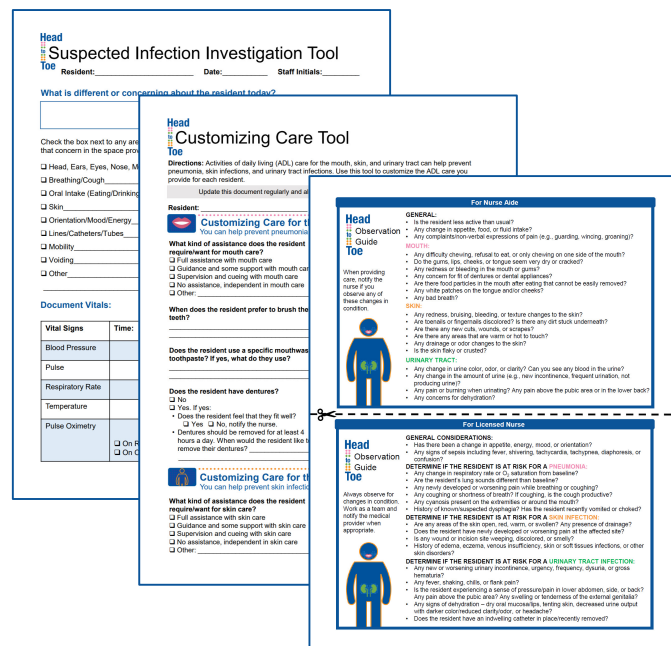 Head
to
Toe
Suspected Infection Investigation Tool
Resident:____________________ Date:____________ Staff Initials:________
What is different or concerning about the resident today?
Check the box next to any are
that concern in the space prov
❑ Head, Ears, Eyes, Nose, M
❑ Breathing/Cough
❑ Oral Intake (Eating/Drinking
❑ Skin
❑ Orientation/Mood/Energy
❑ Lines/Catheters/Tubes
❑ Mobility
❑ Voiding
❑ Other
Document Vitals:
Vital Signs Time:
Blood Pressure
Pulse
Respiratory Rate
Temperature
Pulse Oximetry
❑ On R
❑ On C
Head
to
Toe
Customizing Care Tool
Directions: Activities of daily living (ADL) care for the mouth, skin, and urinary tract can help prevent
pneumonia, skin infections, and urinary tract infections. Use this tool to customize the ADL care you
provide for each resident.
Update this document regularly and al
Resident:
Customizing Care for th
You can help prevent pneumonia
What kind of assistance does the resident
require/want for mouth care?
❑ Full assistance with mouth care
❑ Guidance and some support with mouth car
❑ Supervision and cueing with mouth care
❑ No assistance, independent in mouth care
❑ Other:
When does the resident prefer to brush the
teeth?
Does the resident use a specific mouthwas
toothpaste? If yes, what do they use?
Does the resident have dentures?
❑ No
❑ Yes. If yes:
• Does the resident feel that they fit well?
❑ Yes ❑ No, notify the nurse.
• Dentures should be removed for at least 4
hours a day. When would the resident like t
remove their dentures?
Customizing Care for th
You can help prevent skin infectio
What kind of assistance does the resident
require/want for skin care?
❑ Full assistance with skin care
❑ Guidance and some support with skin care
❑ Supervision and cueing with skin care
❑ No assistance, independent in skin care
❑ Other:
For Nurse Aide
Head
to
Toe
Observation
Guide
When providing
care, notify the
nurse if you
observe any of
these changes in
condition.
GENERAL:
• Is the resident less active than usual?
• Any change in appetite, food, or fluid intake?
• Any complaints/non-verbal expressions of pain (e.g., guarding, wincing, groaning)?
MOUTH:
• Any difficulty chewing, refusal to eat, or only chewing on one side of the mouth?
• Do the gums, lips, cheeks, or tongue seem very dry or cracked?
• Any redness or bleeding in the mouth or gums?
• Any concern for fit of dentures or dental appliances?
• Are there food particles in the mouth after eating that cannot be easily removed?
• Any white patches on the tongue and/or cheeks?
• Any bad breath?
SKIN:
• Any redness, bruising, bleeding, or texture changes to the skin?
• Are toenails or fingernails discolored? Is there any dirt stuck underneath?
• Are there any new cuts, wounds, or scrapes?
• Are there any areas that are warm or hot to touch?
• Any drainage or odor changes to the skin?
• Is the skin flaky or crusted?
URINARY TRACT:
• Any change in urine color, odor, or clarity? Can you see any blood in the urine?
• Any change in the amount of urine (e.g., new incontinence, frequent urination, not
producing urine)?
• Any pain or burning when urinating? Any pain above the pubic area or in the lower back?
• Any concerns for dehydration?
For Licensed Nurse
Head
to
Toe
Observation
Guide
Always observe for
changes in condition.
Work as a team and
notify the medical
provider when
appropriate.
GENERAL CONSIDERATIONS:
• Has there been a change in appetite, energy, mood, or orientation?
• Any signs of sepsis including fever, shivering, tachycardia, tachypnea, diaphoresis, or
confusion?
DETERMINE IF THE RESIDENT IS AT RISK FOR A PNEUMONIA:
• Any change in respiratory rate or O₂ saturation from baseline?
• Are the resident's lung sounds different than baseline?
• Any newly developed or worsening pain while breathing or coughing?
• Any coughing or shortness of breath? If coughing, is the cough productive?
• Any cyanosis present on the extremities or around the mouth?
• History of known/suspected dysphagia? Has the resident recently vomited or choked?
DETERMINE IF THE RESIDENT IS AT RISK FOR A SKIN INFECTION:
• Are any areas of the skin open, red, warm, or swollen? Any presence of drainage?
• Does the resident have newly developed or worsening pain at the affected site?
• Is any wound or incision site weeping, discolored, or smelly?
• History of edema, eczema, venous insufficiency, skin or soft tissues infections, or other
skin disorders?
DETERMINE IF THE RESIDENT IS AT RISK FOR A URINARY TRACT INFECTION:
• Any new or worsening urinary incontinence, urgency, frequency, dysuria, or gross
hematuria?
• Any fever, shaking, chills, or flank pain?
• Is the resident experiencing a sense of pressure/pain in lower abdomen, side, or back?
Any pain above the pubic area? Any swelling or tenderness of the external genitalia?
• Any signs of dehydration – dry oral mucosa/lips, tenting skin, decreased urine output
with darker color/reduced clarity/odor, or headache?
• Does the resident have an indwelling catheter in place/recently removed?